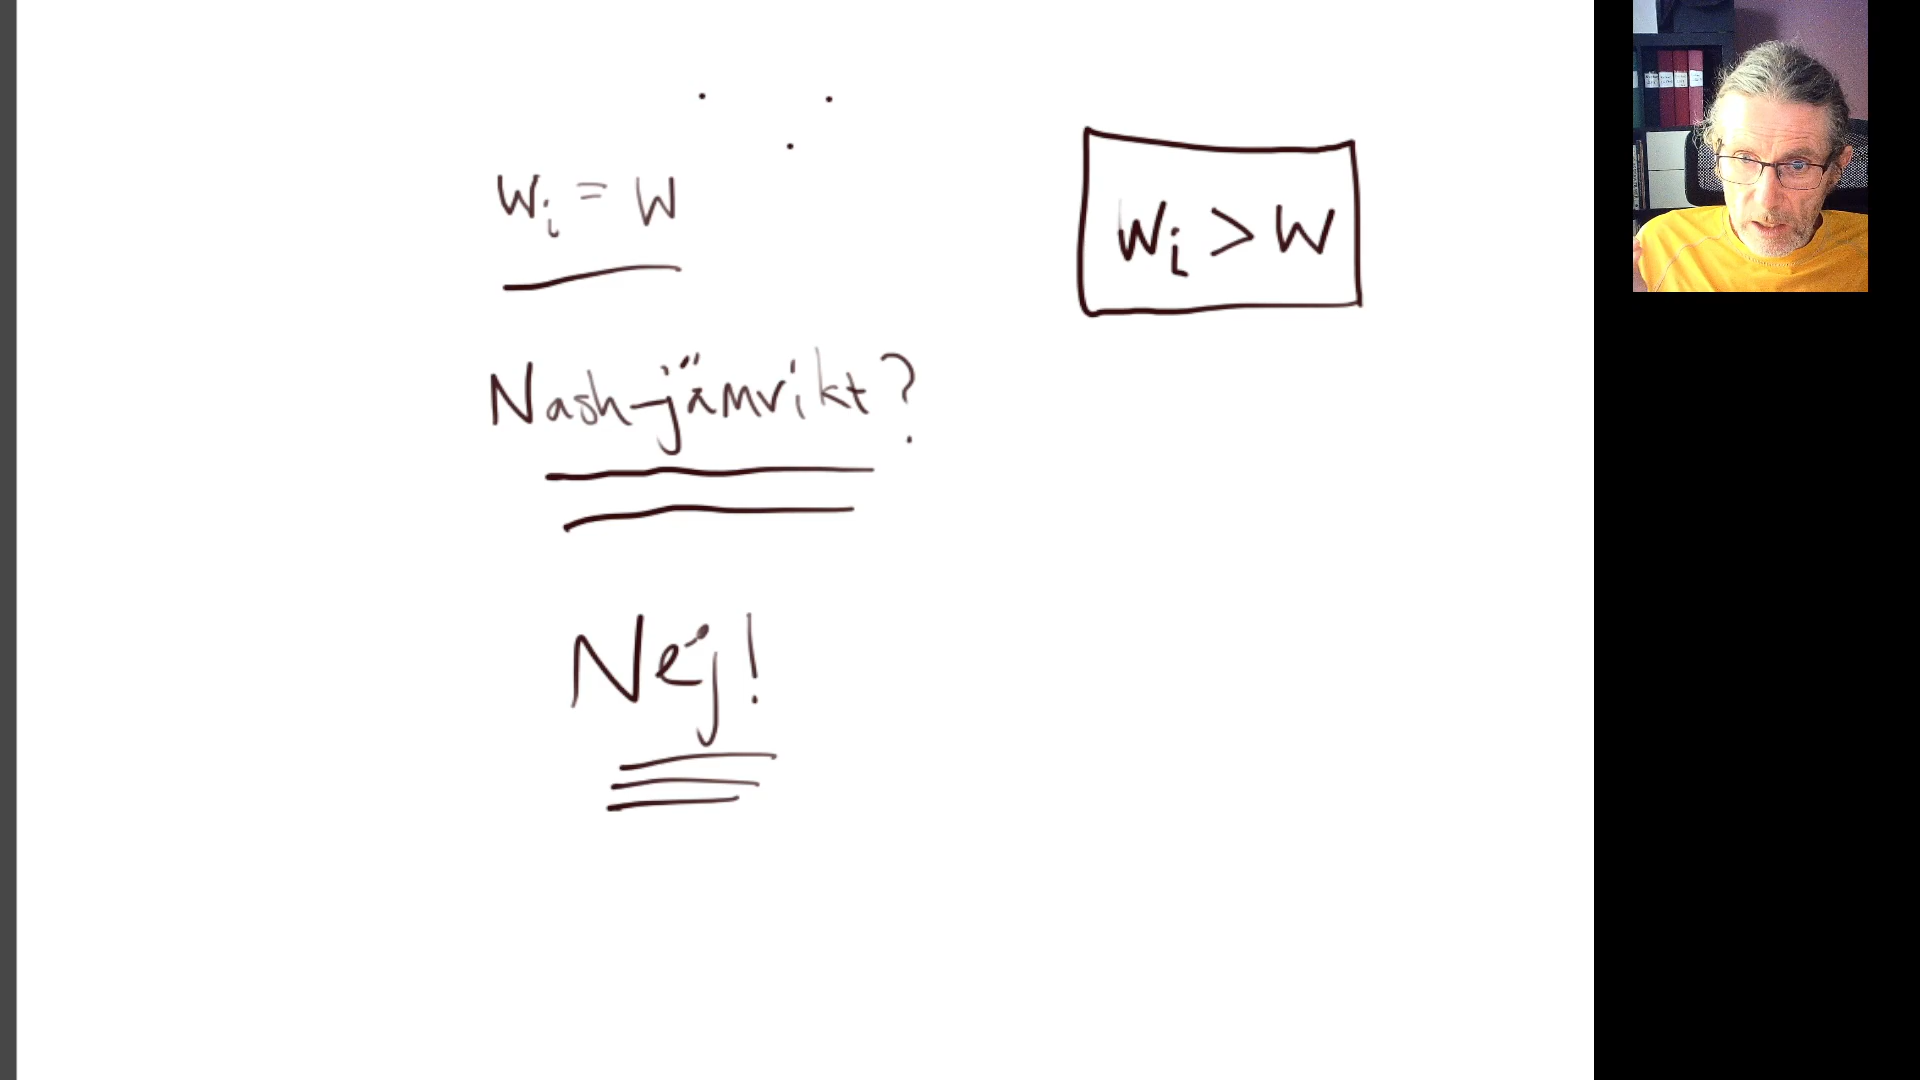 Wi = W
Wi > W
Nash-jämvikt?
Nej!